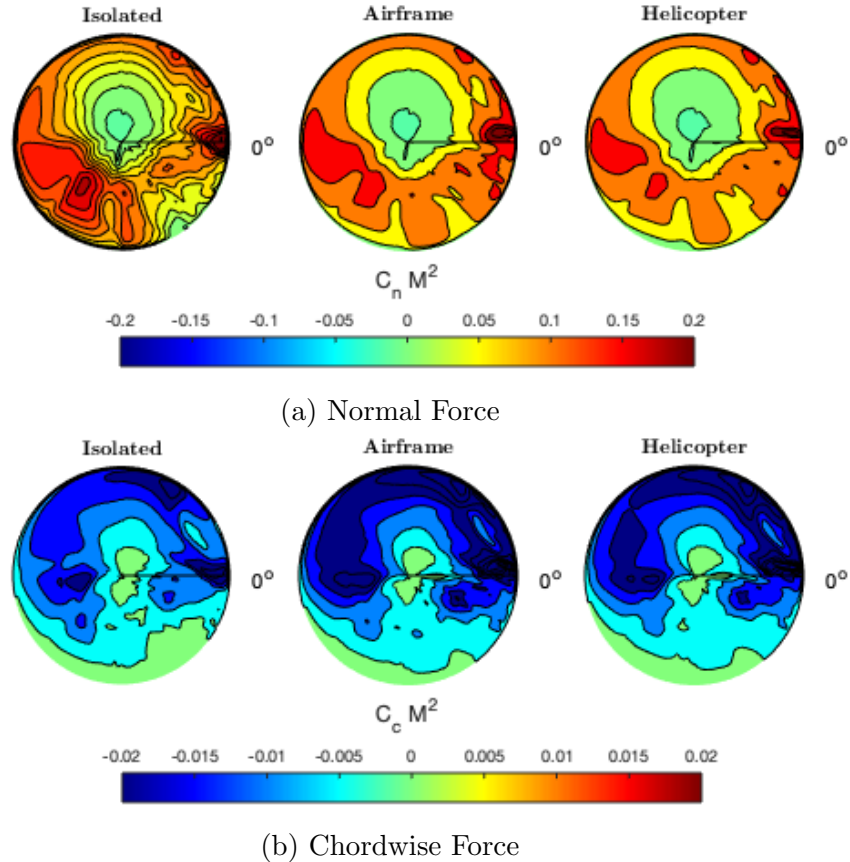 Isolated Airframe Helicopter
0° 0° 0°
C_n M²
-0.2 -0.15 -0.1 -0.05 0 0.05 0.1 0.15 0.2
(a) Normal Force
Isolated Airframe Helicopter
0° 0° 0°
C_c M²
-0.02 -0.015 -0.01 -0.005 0 0.005 0.01 0.015 0.02
(b) Chordwise Force